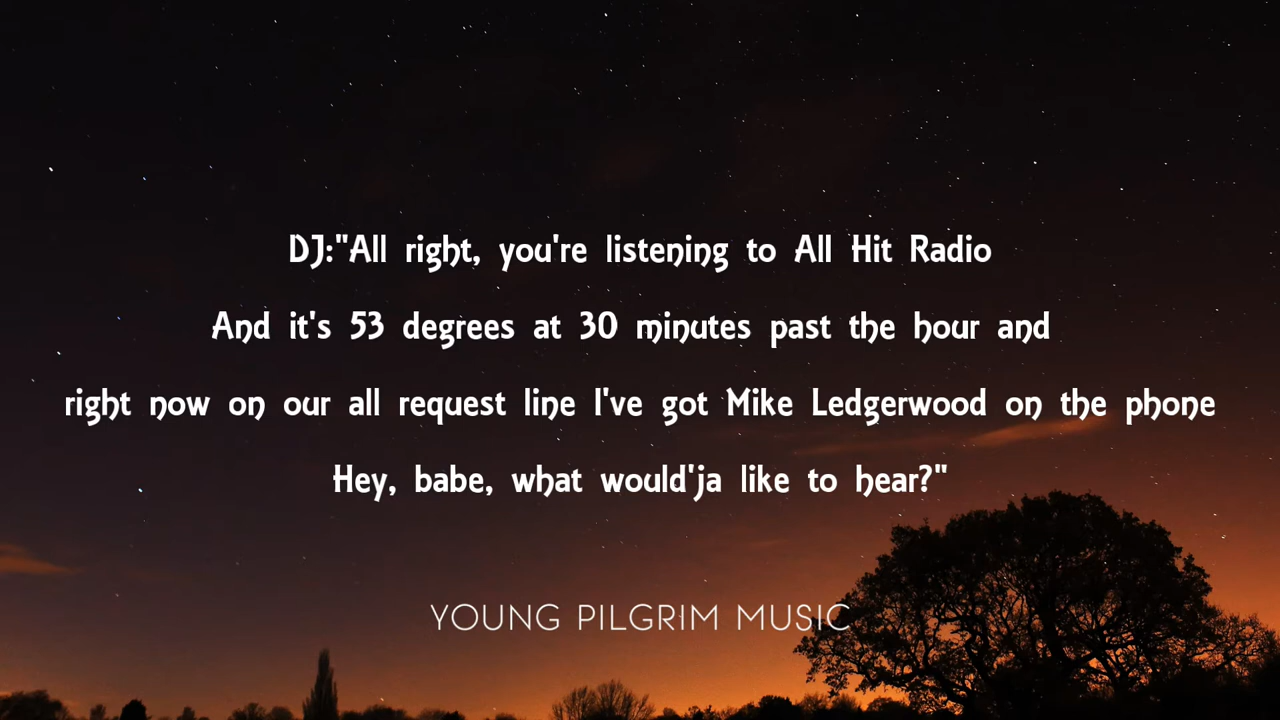 DJ:"All right, you're listening to All Hit Radio
And it's 53 degrees at 30 minutes past the hour and
right now on our all request line I've got Mike Ledgerwood on the phone
Hey, babe, what would'ja like to hear?"
YOUNG PILGRIM MUSIC